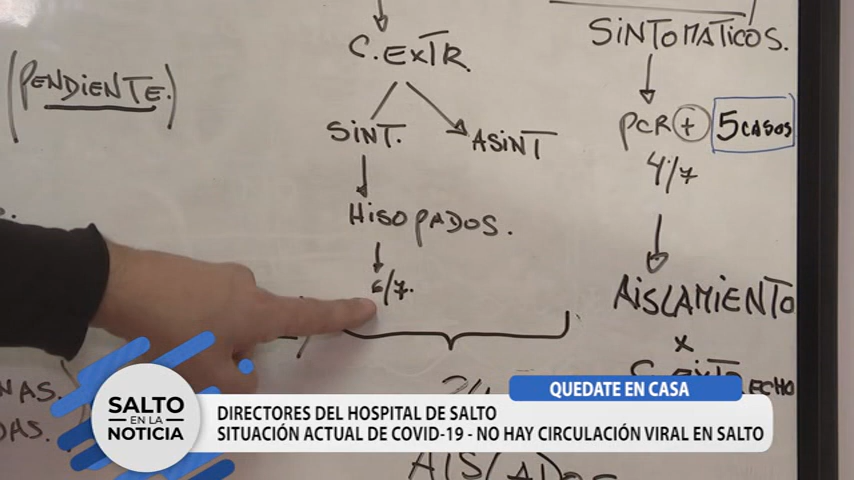 SINTOMATICOS.
C. EXTR.
(PENDIENTE.)
PCR + 5 CASOS
SINT.
ASINT
4/7
HISOPADOS.
6/7.
AISLAMIENTO
x
QUEDATE EN CASA
SALTO
EN LA
NOTICIA
DIRECTORES DEL HOSPITAL DE SALTO
SITUACIÓN ACTUAL DE COVID-19 - NO HAY CIRCULACIÓN VIRAL EN SALTO